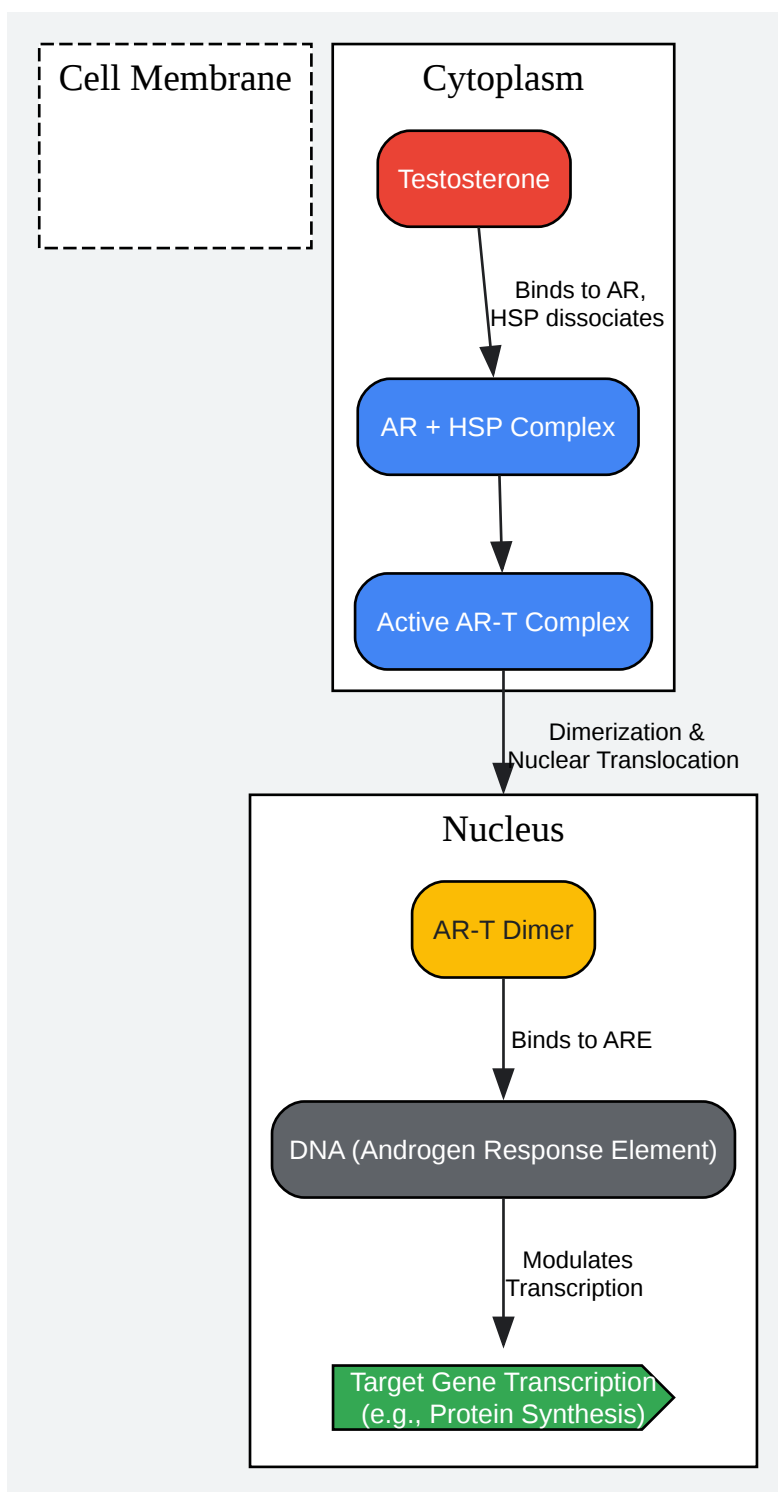 Cell Membrane
Cytoplasm
Testosterone
Binds to AR,
HSP dissociates
AR + HSP Complex
Active AR-T Complex
Dimerization &
Nuclear Translocation
Nucleus
AR-T Dimer
Binds to ARE
DNA (Androgen Response Element)
Modulates
Transcription
Target Gene Transcription
(e.g., Protein Synthesis)